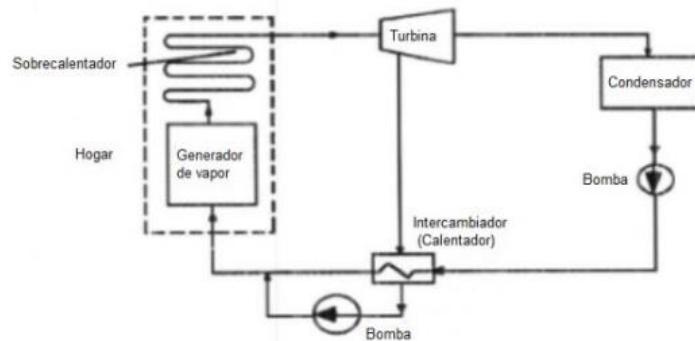 Turbina
Sobrecalentador
Condensador
Hogar
Generador
de vapor
Bomba
Intercambiador
(Calentador)
Bomba